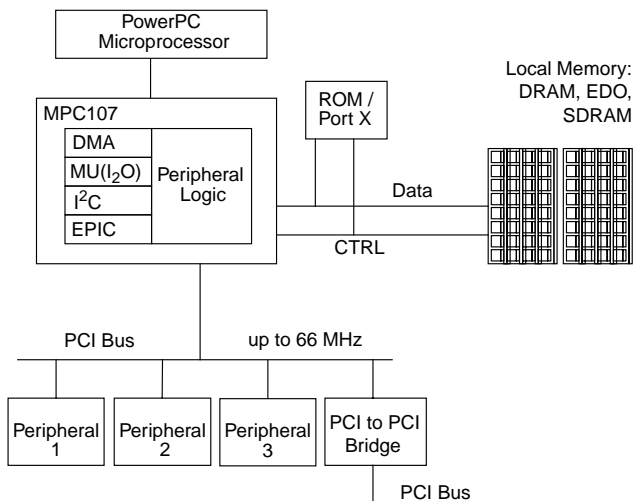 PowerPC
Microprocessor
MPC107
DMA
MU(I2O)
I2C
EPIC
Peripheral
Logic
ROM /
Port X
Local Memory:
DRAM, EDO,
SDRAM
Data
CTRL
PCI Bus
up to 66 MHz
Peripheral
1
Peripheral
2
Peripheral
3
PCI to PCI
Bridge
PCI Bus